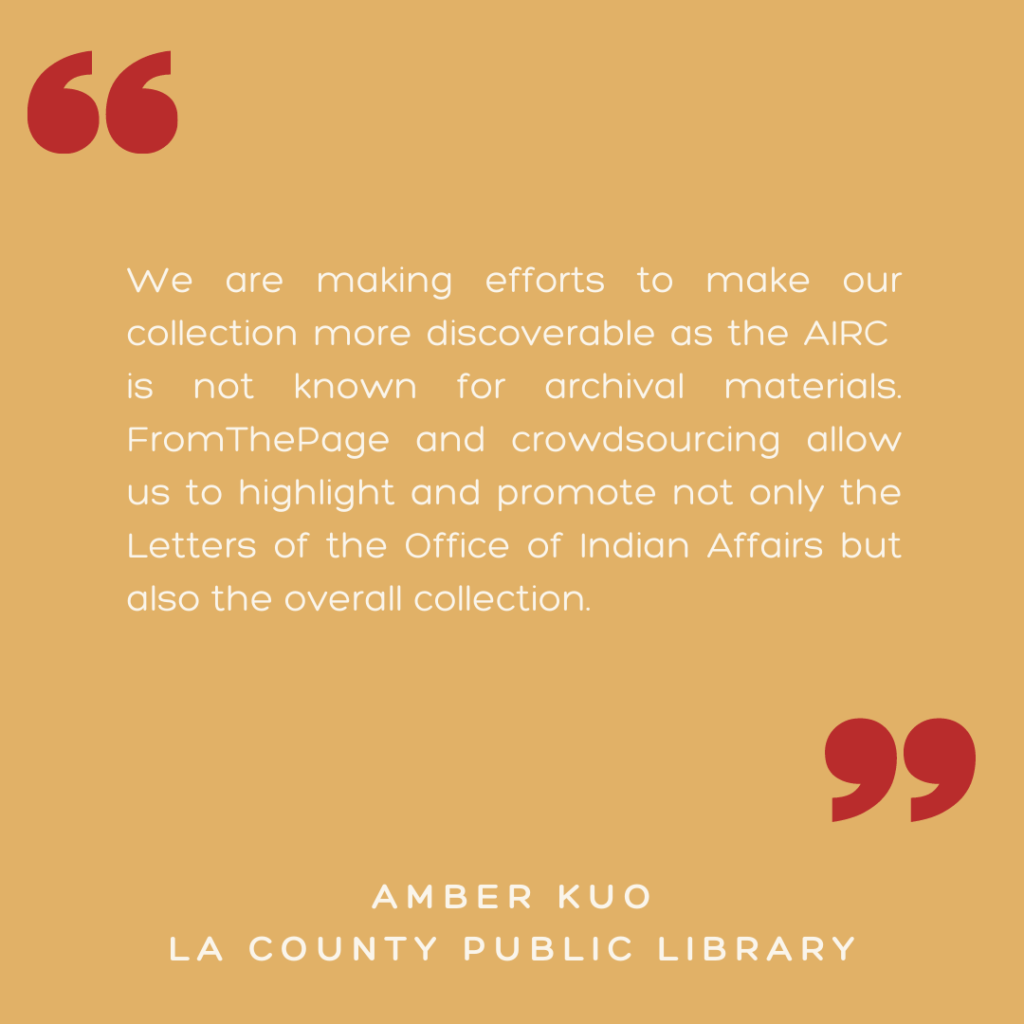 “
We are making efforts to make our
collection more discoverable as the AIRC
is not known for archival materials.
FromThePage and crowdsourcing allow
us to highlight and promote not only the
Letters of the Office of Indian Affairs but
also the overall collection.
”
AMBER KUO
LA COUNTY PUBLIC LIBRARY